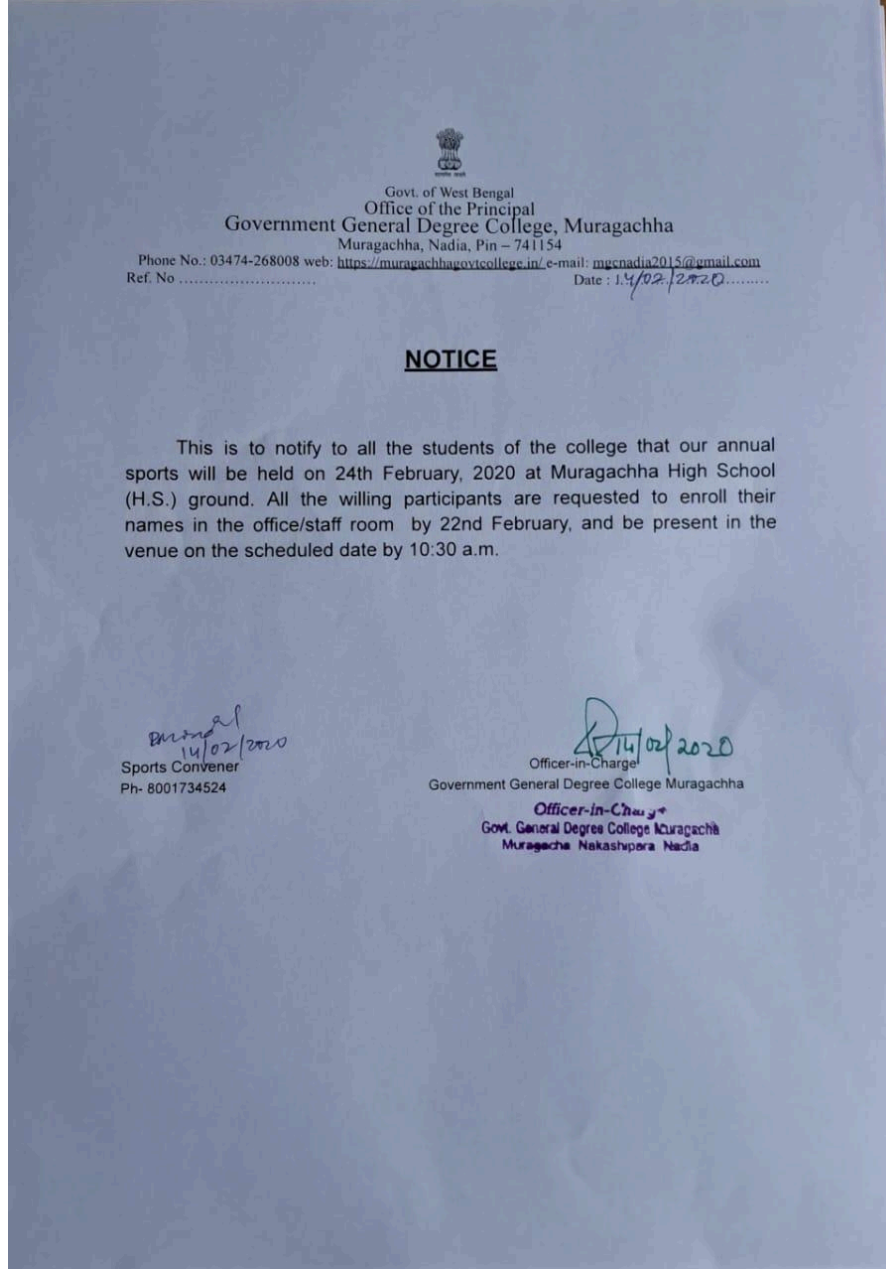 Govt. of West Bengal
Office of the Principal
Government General Degree College, Muragachha
Muragachha, Nadia, Pin – 741154
Phone No.: 03474-268008 web: https://muragachhagovtcollege.in/ e-mail: mgcnadia2015@gmail.com
Ref. No .............................. Date : 14/02/2020.........
NOTICE
This is to notify to all the students of the college that our annual
sports will be held on 24th February, 2020 at Muragachha High School
(H.S.) ground. All the willing participants are requested to enroll their
names in the office/staff room by 22nd February, and be present in the
venue on the scheduled date by 10:30 a.m.
14/02/2020
Sports Convener
Ph- 8001734524
14/02/2020
Officer-in-Charge
Government General Degree College Muragachha
Officer-in-Charge
Govt. General Degree College Muragacha
Muragacha Nakashipara Nadia